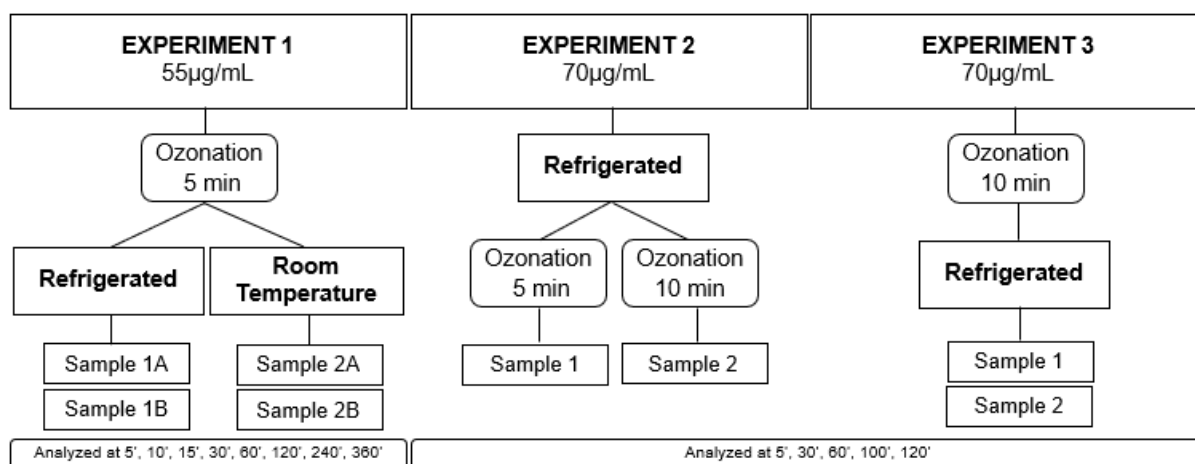 EXPERIMENT 1
55µg/mL
Ozonation
5 min
Refrigerated
Room
Temperature
Sample 1A
Sample 1B
Sample 2A
Sample 2B
Analyzed at 5', 10', 15', 30', 60', 120', 240', 360'
EXPERIMENT 2
70µg/mL
Refrigerated
Ozonation
5 min
Ozonation
10 min
Sample 1
Sample 2
EXPERIMENT 3
70µg/mL
Ozonation
10 min
Refrigerated
Sample 1
Sample 2
Analyzed at 5', 30', 60', 100', 120'